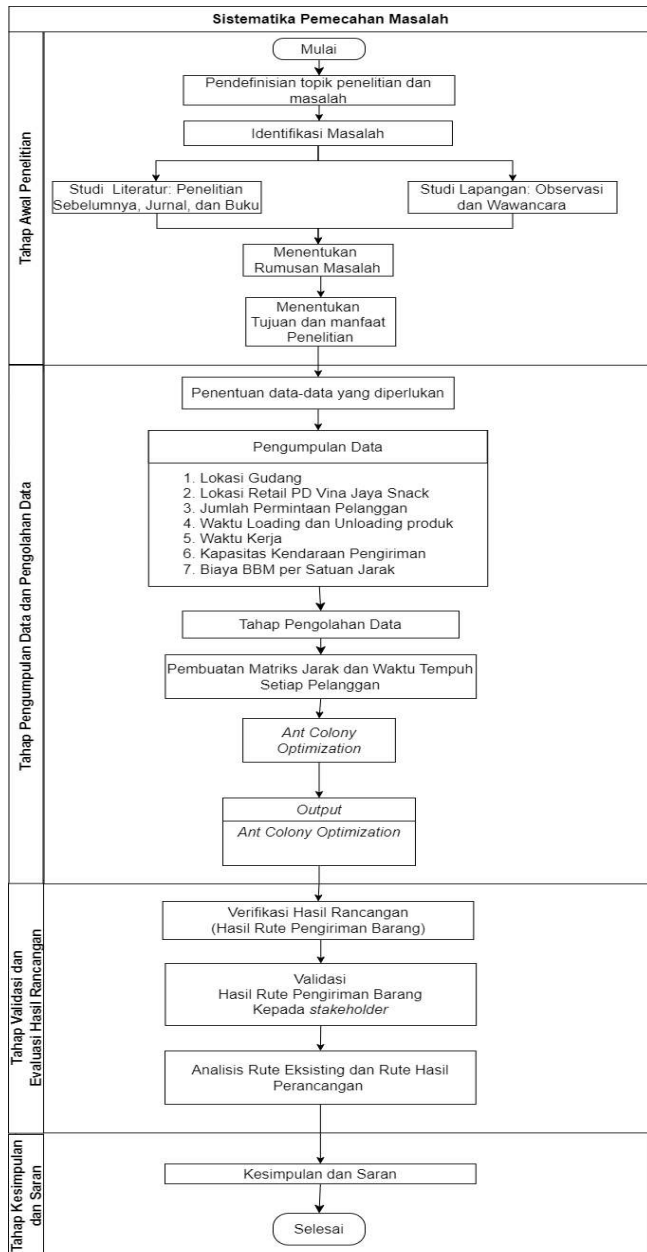 Sistematika Pemecahan Masalah
Tahap Awal Penelitian
Mulai
Pendefinisian topik penelitian dan
masalah
Identifikasi Masalah
Studi Literatur: Penelitian
Sebelumnya, Jurnal, dan Buku
Studi Lapangan: Observasi
dan Wawancara
Menentukan
Rumusan Masalah
Menentukan
Tujuan dan manfaat
Penelitian
Tahap Pengumpulan Data dan Pengolahan Data
Penentuan data-data yang diperlukan
Pengumpulan Data
1. Lokasi Gudang
2. Lokasi Retail PD Vina Jaya Snack
3. Jumlah Permintaan Pelanggan
4. Waktu Loading dan Unloading produk
5. Waktu Kerja
6. Kapasitas Kendaraan Pengiriman
7. Biaya BBM per Satuan Jarak
Tahap Pengolahan Data
Pembuatan Matriks Jarak dan Waktu Tempuh
Setiap Pelanggan
Ant Colony
Optimization
Output
Ant Colony Optimization
Tahap Validasi dan
Evaluasi Hasil Rancangan
Verifikasi Hasil Rancangan
(Hasil Rute Pengiriman Barang)
Validasi
Hasil Rute Pengiriman Barang
Kepada stakeholder
Analisis Rute Eksisting dan Rute Hasil
Perancangan
Tahap Kesimpulan
dan Saran
Kesimpulan dan Saran
Selesai